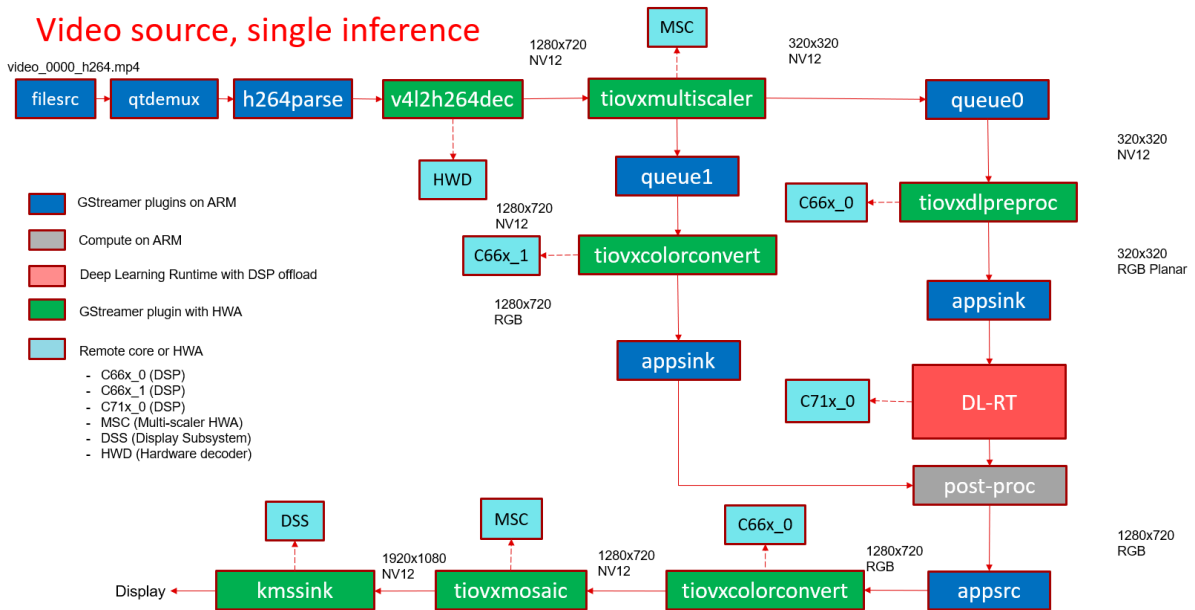 Video source, single inference
video_0000_h264.mp4
filesrc
qtdemux
h264parse
v4l2h264dec
1280x720
NV12
tiovxmultiscaler
MSC
320x320
NV12
queue0
HWD
queue1
320x320
NV12
C66x_0
tiovxdlpreproc
1280x720
NV12
C66x_1
tiovxcolorconvert
320x320
RGB Planar
1280x720
RGB
appsink
appsink
C71x_0
DL-RT
post-proc
GStreamer plugins on ARM
Compute on ARM
Deep Learning Runtime with DSP offload
GStreamer plugin with HWA
Remote core or HWA
- C66x_0 (DSP)
- C66x_1 (DSP)
- C71x_0 (DSP)
- MSC (Multi-scaler HWA)
- DSS (Display Subsystem)
- HWD (Hardware decoder)
1280x720
RGB
appsrc
1280x720
RGB
C66x_0
tiovxcolorconvert
1280x720
NV12
MSC
tiovxmosaic
1920x1080
NV12
DSS
kmssink
Display